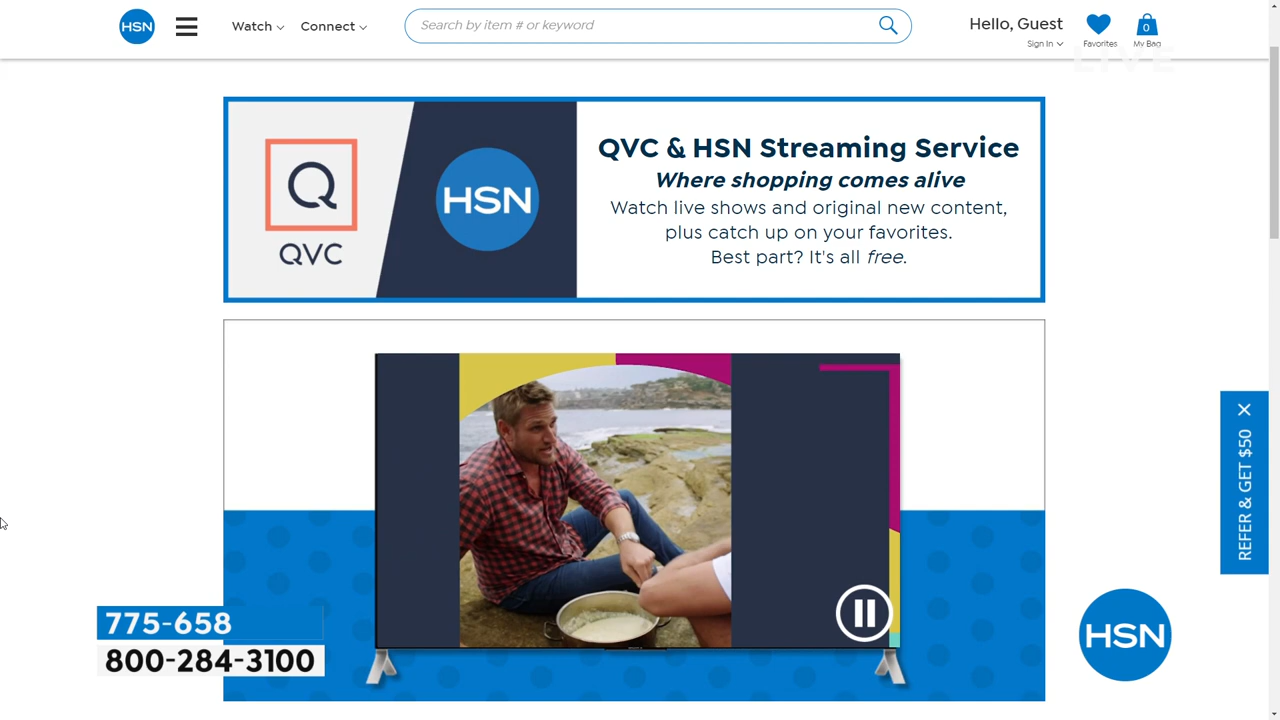 HSN
Watch
Connect
Search by item # or keyword
Hello, Guest
Sign In
Favorites
0
My Bag
LIVE
Q
QVC
HSN
QVC & HSN Streaming Service
Where shopping comes alive
Watch live shows and original new content,
plus catch up on your favorites.
Best part? It's all free.
REFER & GET $50
775-658
800-284-3100
HSN